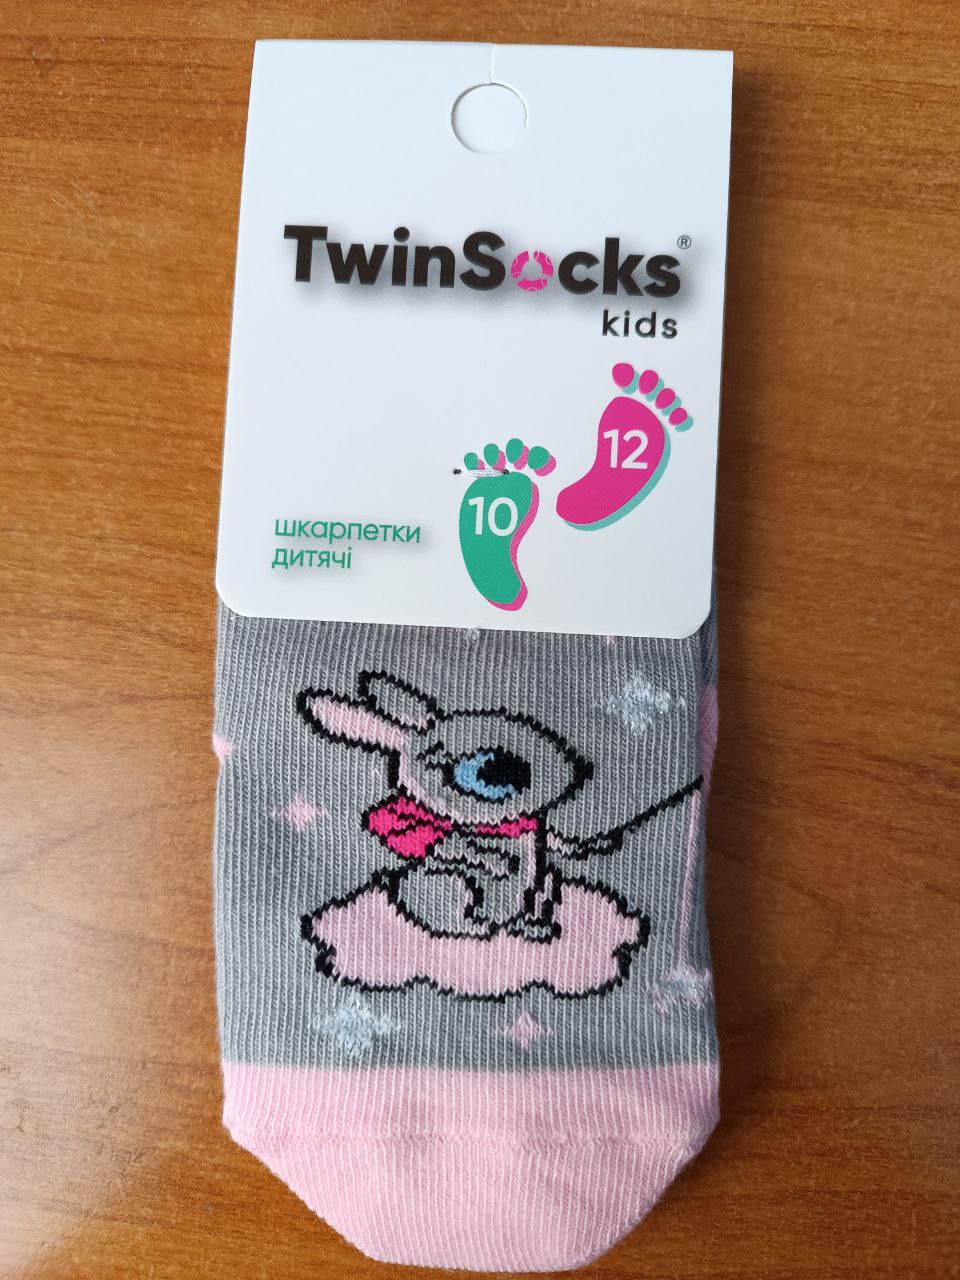 TwinSocks®
kids
12
10
шкарпетки
дитячі